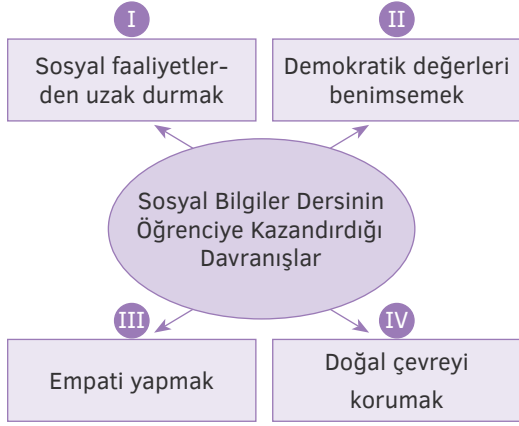 I
Sosyal faaliyetler-
den uzak durmak
II
Demokratik değerleri
benimsemek
Sosyal Bilgiler Dersinin
Öğrenciye Kazandırdığı
Davranışlar
III
Empati yapmak
IV
Doğal çevreyi
korumak